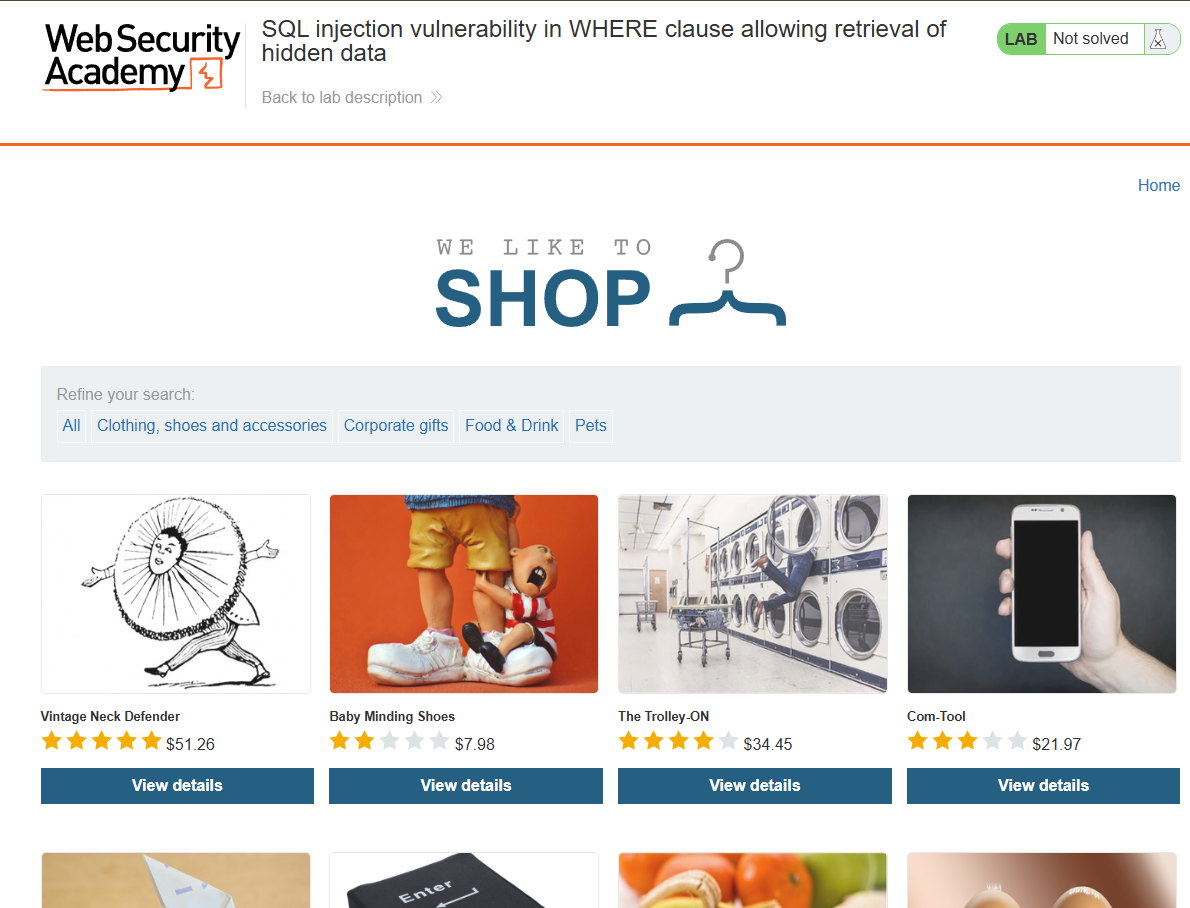 Web Security
Academy
SQL injection vulnerability in WHERE clause allowing retrieval of
hidden data
Back to lab description
LAB Not solved
Home
WE LIKE TO
SHOP
Refine your search:
All Clothing, shoes and accessories Corporate gifts Food & Drink Pets
Vintage Neck Defender Baby Minding Shoes The Trolley-ON Com-Tool
$51.26 $7.98 $34.45 $21.97
View details View details View details View details
Enter